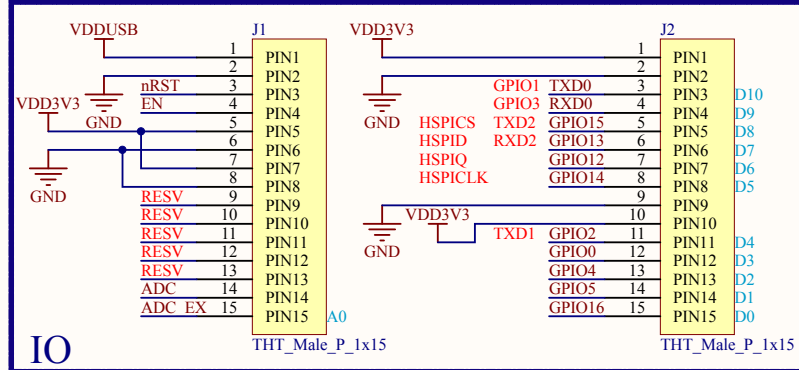 VDDUSB J1
1 PIN1
2 PIN2
nRST 3 PIN3
VDD3V3 EN 4 PIN4
GND 5 PIN5
6 PIN6
7 PIN7
GND 8 PIN8
RESV 9 PIN9
RESV 10 PIN10
RESV 11 PIN11
RESV 12 PIN12
RESV 13 PIN13
ADC 14 PIN14
ADC_EX 15 PIN15 A0
THT_Male_P_1x15
VDD3V3 J2
1 PIN1
2 PIN2
GPIO1 TXD0 3 PIN3 D10
GND GPIO3 RXD0 4 PIN4 D9
HSPICS TXD2 GPIO15 5 PIN5 D8
HSPID RXD2 GPIO13 6 PIN6 D7
HSPIQ GPIO12 7 PIN7 D6
HSPICLK GPIO14 8 PIN8 D5
9 PIN9
VDD3V3 10 PIN10
GND TXD1 GPIO2 11 PIN11 D4
GPIO0 12 PIN12 D3
GPIO4 13 PIN13 D2
GPIO5 14 PIN14 D1
GPIO16 15 PIN15 D0
THT_Male_P_1x15
IO